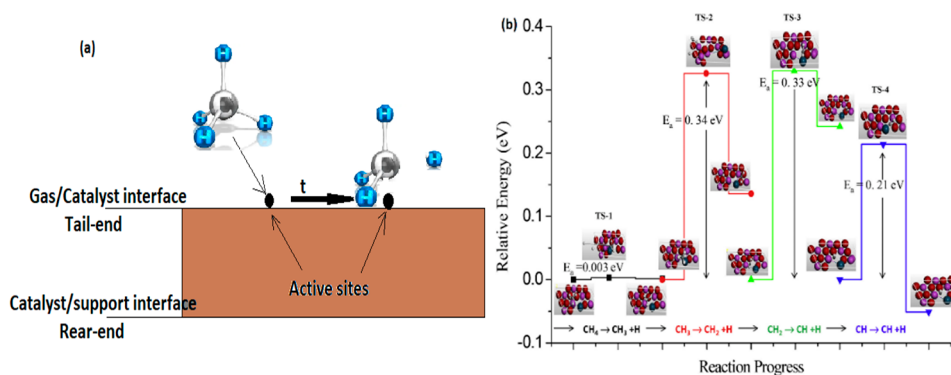 (a)
H
C
H
H
H
t
C
H
H
H
Gas/Catalyst interface
Tail-end
Active sites
Catalyst/support interface
Rear-end
(b)
Relative Energy (eV)
0.4
0.3
0.2
0.1
0.0
-0.1
TS-1
Eₐ =0.003 eV
TS-2
Eₐ = 0.34 eV
TS-3
Eₐ = 0.33 eV
TS-4
Eₐ = 0.21 eV
CH₄ → CH₃ +H
CH₃ → CH₂ +H
CH₂ → CH +H
CH → CH +H
Reaction Progress